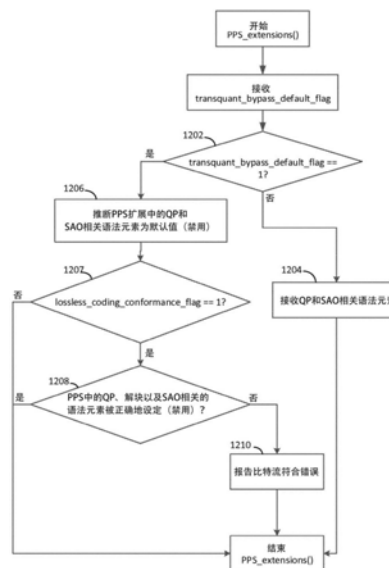 开始
PPS_extensions()
接收
transquant_bypass_default_flag
1202
是
transquant_bypass_default_flag ==
1?
1206
否
推断PPS扩展中的QP和
SAO相关语法元素为默认值（禁用）
1207
1204
否
lossless_coding_conformance_flag == 1?
接收QP和SAO相关语法元
是
1208
是
PPS中的QP、解块以及SAO相关的
语法元素被正确地设定（禁用）？
否
1210
报告比特流符合错误
结束
PPS_extensions()